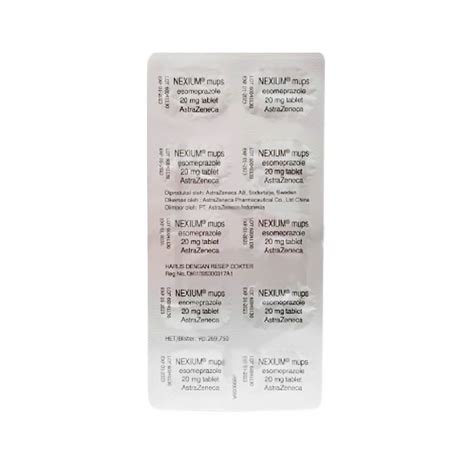 NEXIUM® mups NEXIUM® mups
esomeprazole esomeprazole
20 mg tablet 20 mg tablet
AstraZeneca AstraZeneca
NEXIUM® mups NEXIUM® mups
esomeprazole esomeprazole
20 mg tablet 20 mg tablet
AstraZeneca AstraZeneca
Diproduksi oleh: AstraZeneca AB, Sodertalje, Sweden
Dikemas oleh : AstraZeneca Pharmaceutical Co., Ltd China
Diimpor oleh : PT. AstraZeneca Indonesia
NEXIUM® mups NEXIUM® mups
esomeprazole esomeprazole
20 mg tablet 20 mg tablet
AstraZeneca AstraZeneca
HARUS DENGAN RESEP DOKTER
Reg.No.
NEXIUM® mups NEXIUM® mups
esomeprazole esomeprazole
20 mg tablet 20 mg tablet
AstraZeneca AstraZeneca
HET/Blister:
NEXIUM® mups NEXIUM® mups
esomeprazole esomeprazole
20 mg tablet 20 mg tablet
AstraZeneca AstraZeneca